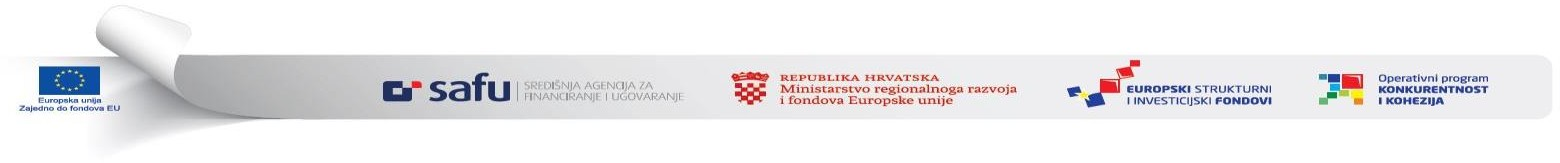 Europska unija
Zajedno do fondova EU
safu
SREDIŠNJA AGENCIJA ZA
FINANCIRANJE I UGOVARANJE
REPUBLIKA HRVATSKA
Ministarstvo regionalnoga razvoja
i fondova Europske unije
EUROPSKI STRUKTURNI
I INVESTICIJSKI FONDOVI
Operativni program
KONKURENTNOST
I KOHEZIJA